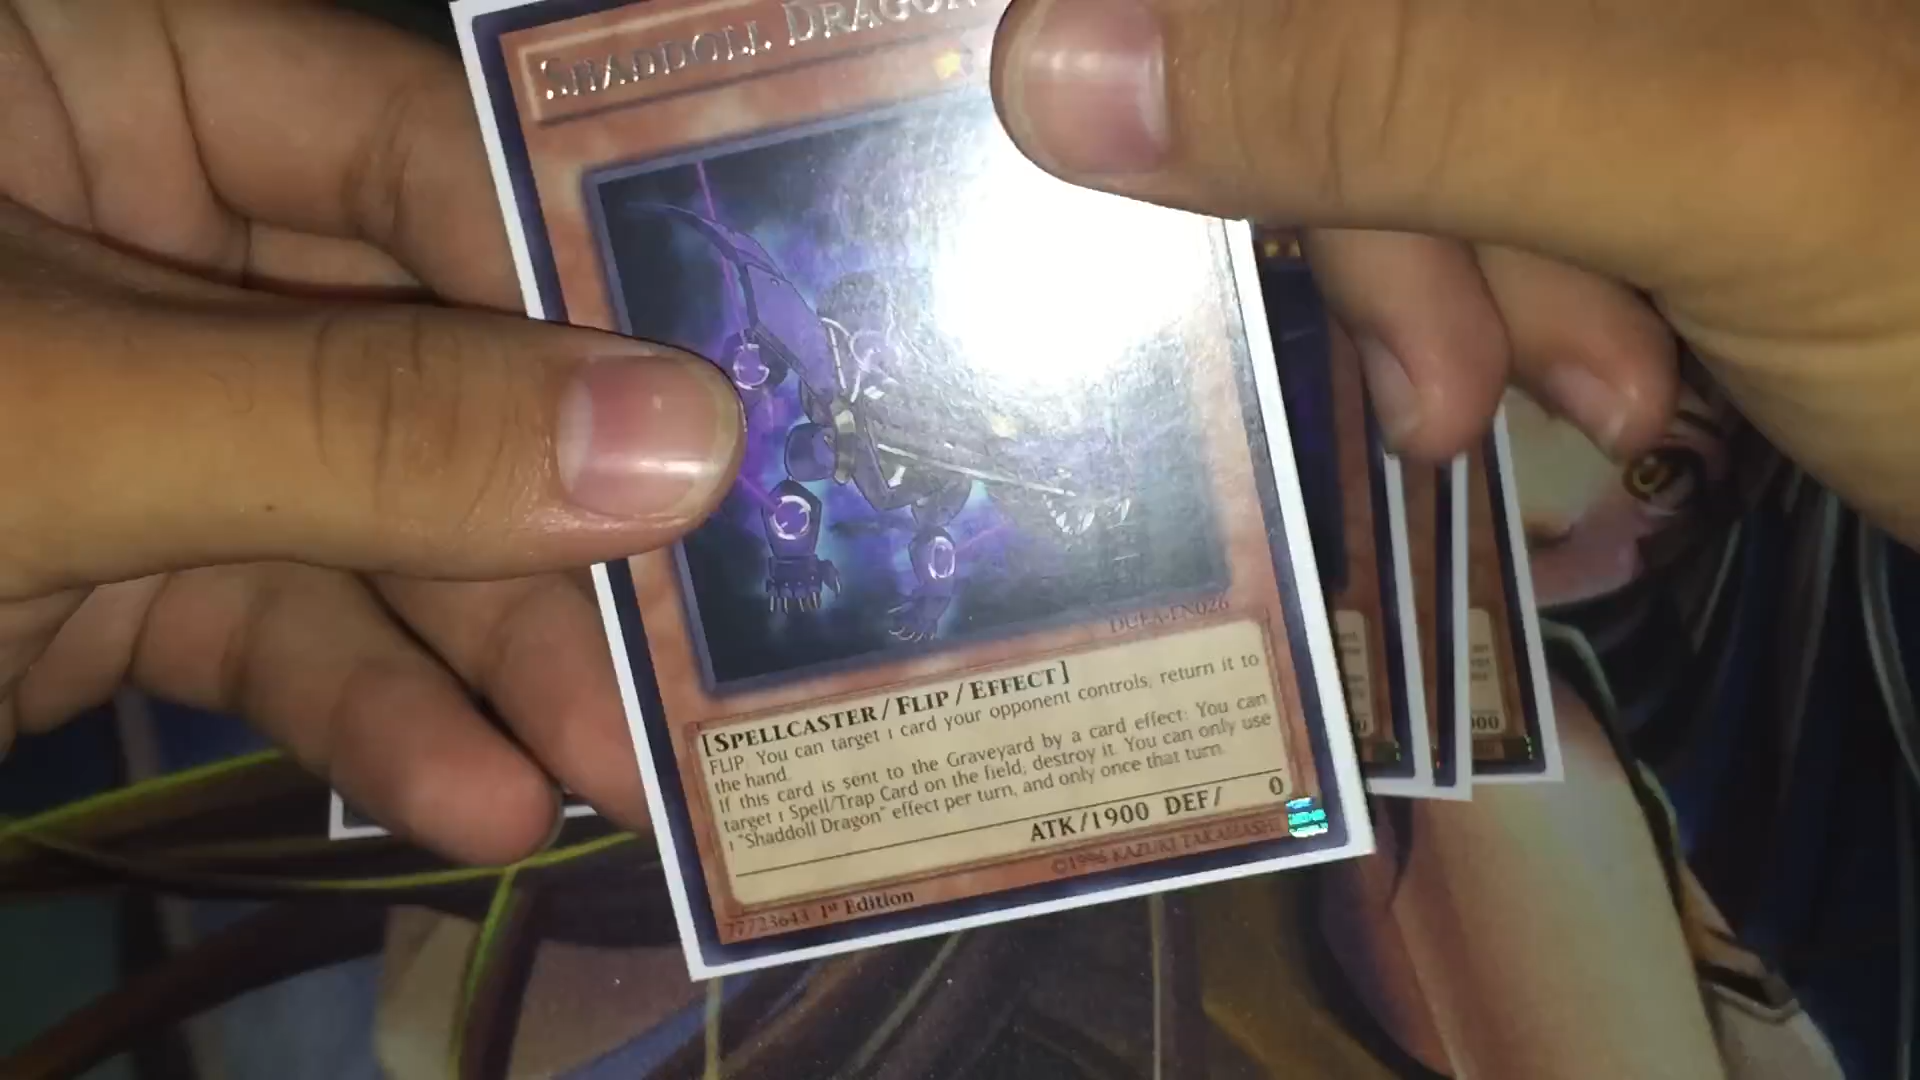 SHADDOLL DRAGON
DUEA-EN026
[SPELLCASTER/FLIP/EFFECT]
FLIP: You can target 1 card your opponent controls; return it to
the hand.
If this card is sent to the Graveyard by a card effect: You can
target 1 Spell/Trap Card on the field; destroy it. You can only use
1 "Shaddoll Dragon" effect per turn, and only once that turn.
ATK/1900 DEF/ 0
77723643 1st Edition
©1996 KAZUKI TAKAHASHI